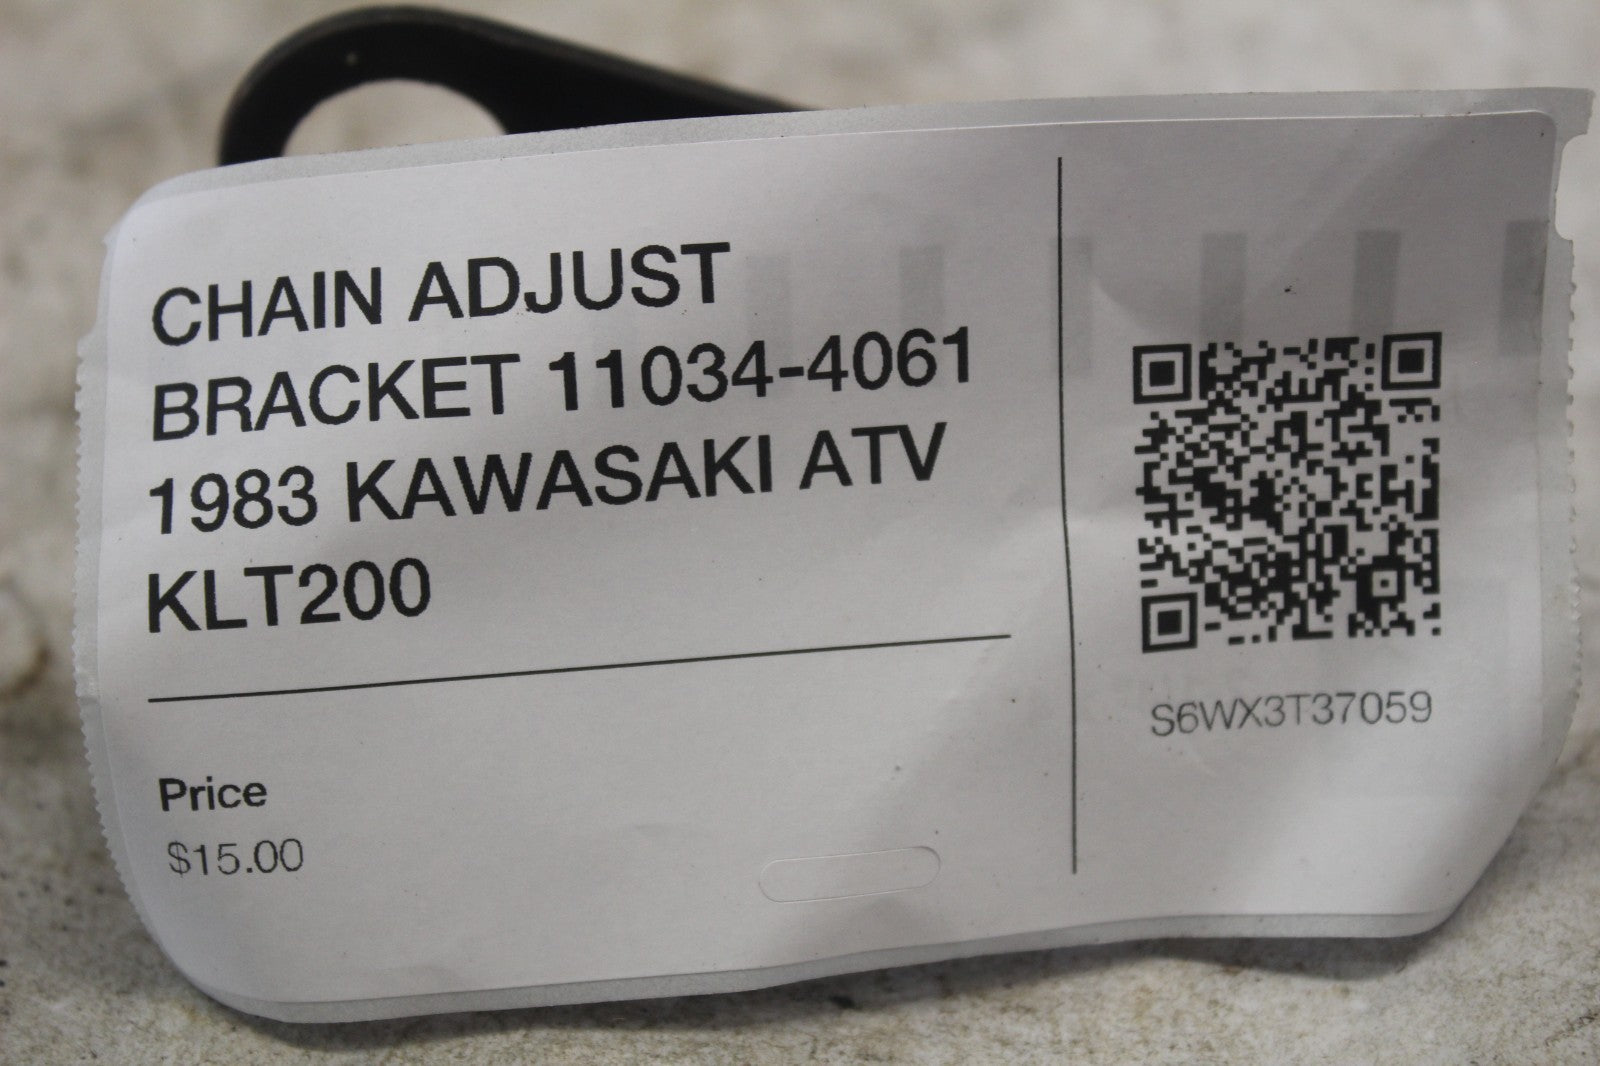 CHAIN ADJUST
BRACKET 11034-4061
1983 KAWASAKI ATV
KLT200
Price
$15.00
S6WX3T37059